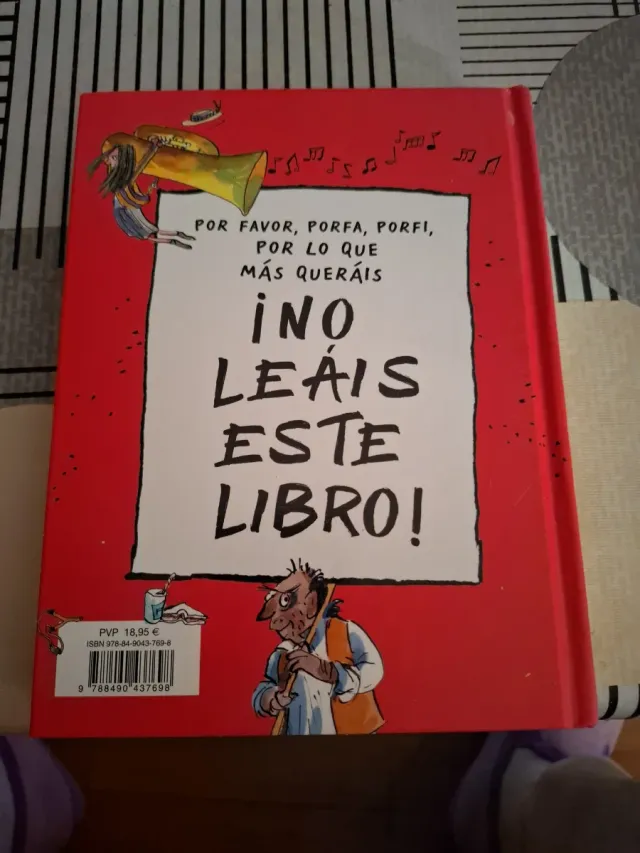 POR FAVOR, PORFA, PORFI,
POR LO QUE
MÁS QUERÁIS
¡NO
LEÁIS
ESTE
LIBRO!
PVP 18,95 €
ISBN 978-84-9043-769-8
9 788490 437698